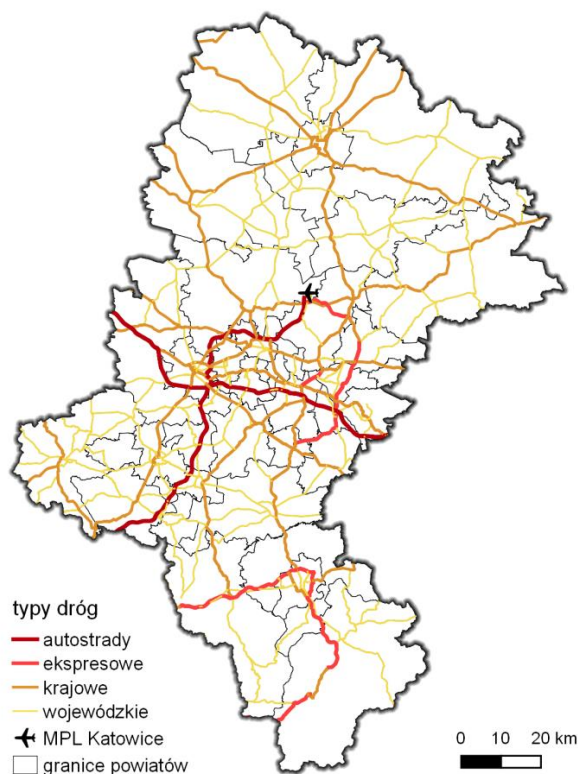 typy dróg
autostrady
ekspresowe
krajowe
wojewódzkie
MPL Katowice
granice powiatów
0 10 20 km